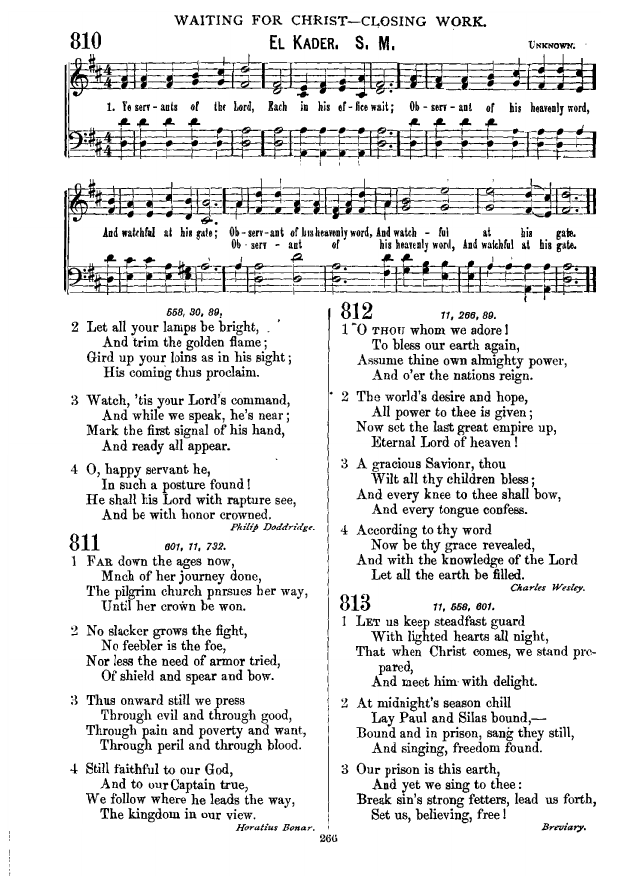 WAITING FOR CHRIST—CLOSING WORK.
810
EL KADER. S. M.
UNKNOWN.
1. Ye serv - ants of the Lord, Each in his of - fice wait; Ob - serv - ant of his heavenly word,
And watchful at his gate; Ob - serv - ant of his heavenly word, And watch - ful at his gate.
Ob - serv - ant of his heavenly word, And watchful at his gate.
558, 30, 89,
2 Let all your lamps be bright,
And trim the golden flame;
Gird up your loins as in his sight;
His coming thus proclaim.
3 Watch, 'tis your Lord's command,
And while we speak, he's near;
Mark the first signal of his hand,
And ready all appear.
4 O, happy servant he,
In such a posture found!
He shall his Lord with rapture see,
And be with honor crowned.
Philip Doddridge.
811
601, 11, 732.
1 FAR down the ages now,
Much of her journey done,
The pilgrim church pursues her way,
Until her crown be won.
2 No slacker grows the fight,
No feebler is the foe,
Nor less the need of armor tried,
Of shield and spear and bow.
3 Thus onward still we press
Through evil and through good,
Through pain and poverty and want,
Through peril and through blood.
4 Still faithful to our God,
And to our Captain true,
We follow where he leads the way,
The kingdom in our view.
Horatius Bonar.
812
11, 266, 89.
1 O THOU whom we adore!
To bless our earth again,
Assume thine own almighty power,
And o'er the nations reign.
2 The world's desire and hope,
All power to thee is given;
Now set the last great empire up,
Eternal Lord of heaven!
3 A gracious Saviour, thou
Wilt all thy children bless;
And every knee to thee shall bow,
And every tongue confess.
4 According to thy word
Now be thy grace revealed,
And with the knowledge of the Lord
Let all the earth be filled.
Charles Wesley.
813
11, 558, 601.
1 LET us keep steadfast guard
With lighted hearts all night,
That when Christ comes, we stand pre-
pared,
And meet him with delight.
2 At midnight's season chill
Lay Paul and Silas bound,—
Bound and in prison, sang they still,
And singing, freedom found.
3 Our prison is this earth,
And yet we sing to thee:
Break sin's strong fetters, lead us forth,
Set us, believing, free!
Breviary.
266